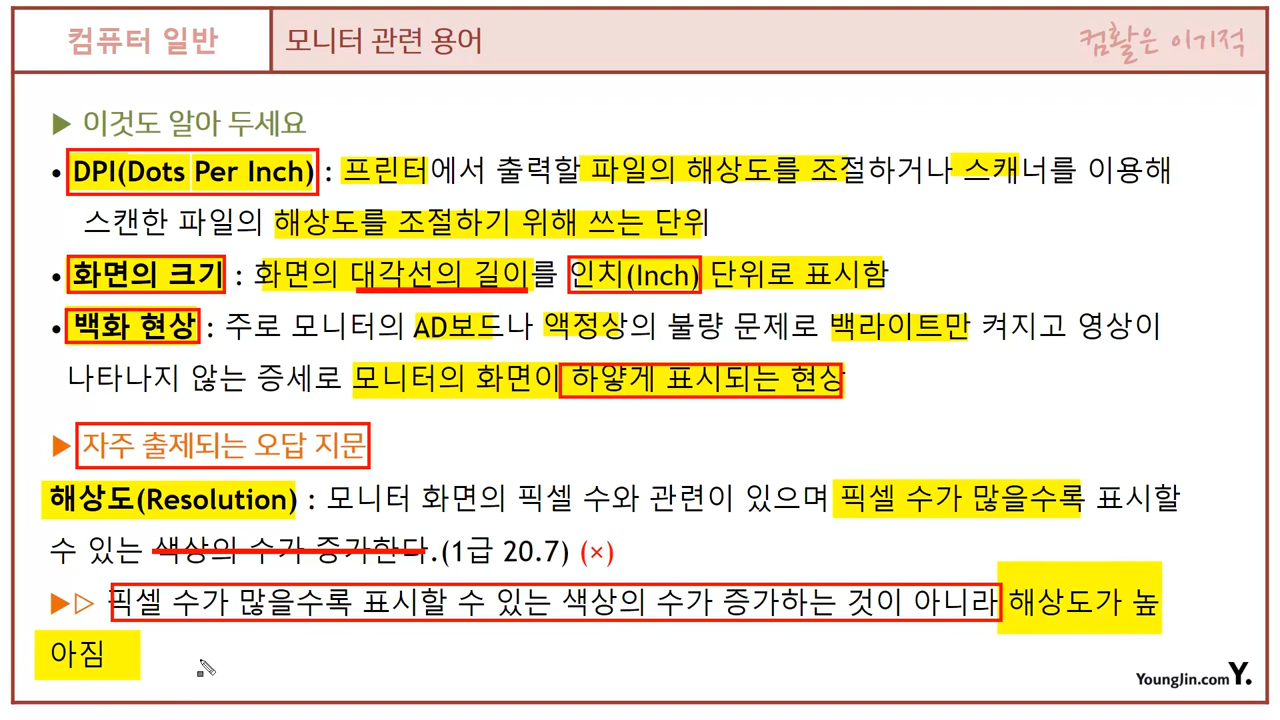 컴퓨터 일반
모니터 관련 용어
컴활은 이기적
▶ 이것도 알아 두세요
• DPI(Dots Per Inch) : 프린터에서 출력할 파일의 해상도를 조절하거나 스캐너를 이용해
스캔한 파일의 해상도를 조절하기 위해 쓰는 단위
• 화면의 크기 : 화면의 대각선의 길이를 인치(Inch) 단위로 표시함
• 백화 현상 : 주로 모니터의 AD보드나 액정상의 불량 문제로 백라이트만 켜지고 영상이
나타나지 않는 증세로 모니터의 화면이 하얗게 표시되는 현상
▶ 자주 출제되는 오답 지문
해상도(Resolution) : 모니터 화면의 픽셀 수와 관련이 있으며 픽셀 수가 많을수록 표시할
수 있는 색상의 수가 증가한다.(1급 20.7) (×)
▶▷ 픽셀 수가 많을수록 표시할 수 있는 색상의 수가 증가하는 것이 아니라 해상도가 높
아짐
YoungJin.com Y.